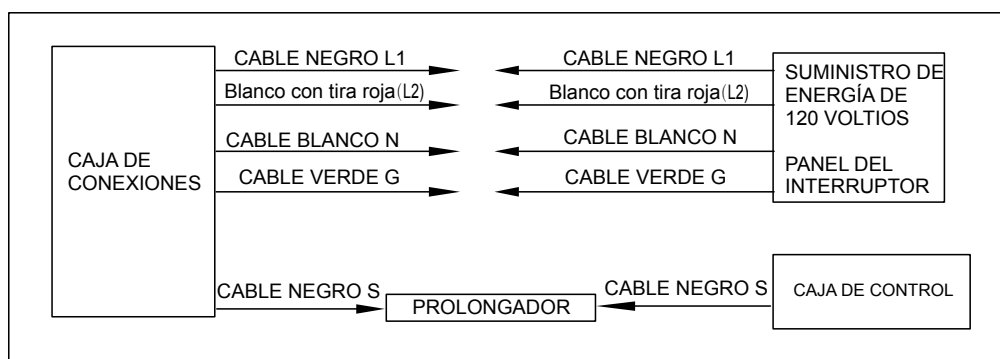 CAJA DE
CONEXIONES
CABLE NEGRO L1
Blanco con tira roja(L2)
CABLE BLANCO N
CABLE VERDE G
CABLE NEGRO L1
Blanco con tira roja(L2)
CABLE BLANCO N
CABLE VERDE G
SUMINISTRO DE
ENERGÍA DE
120 VOLTIOS
PANEL DEL
INTERRUPTOR
CABLE NEGRO S
PROLONGADOR
CABLE NEGRO S
CAJA DE CONTROL